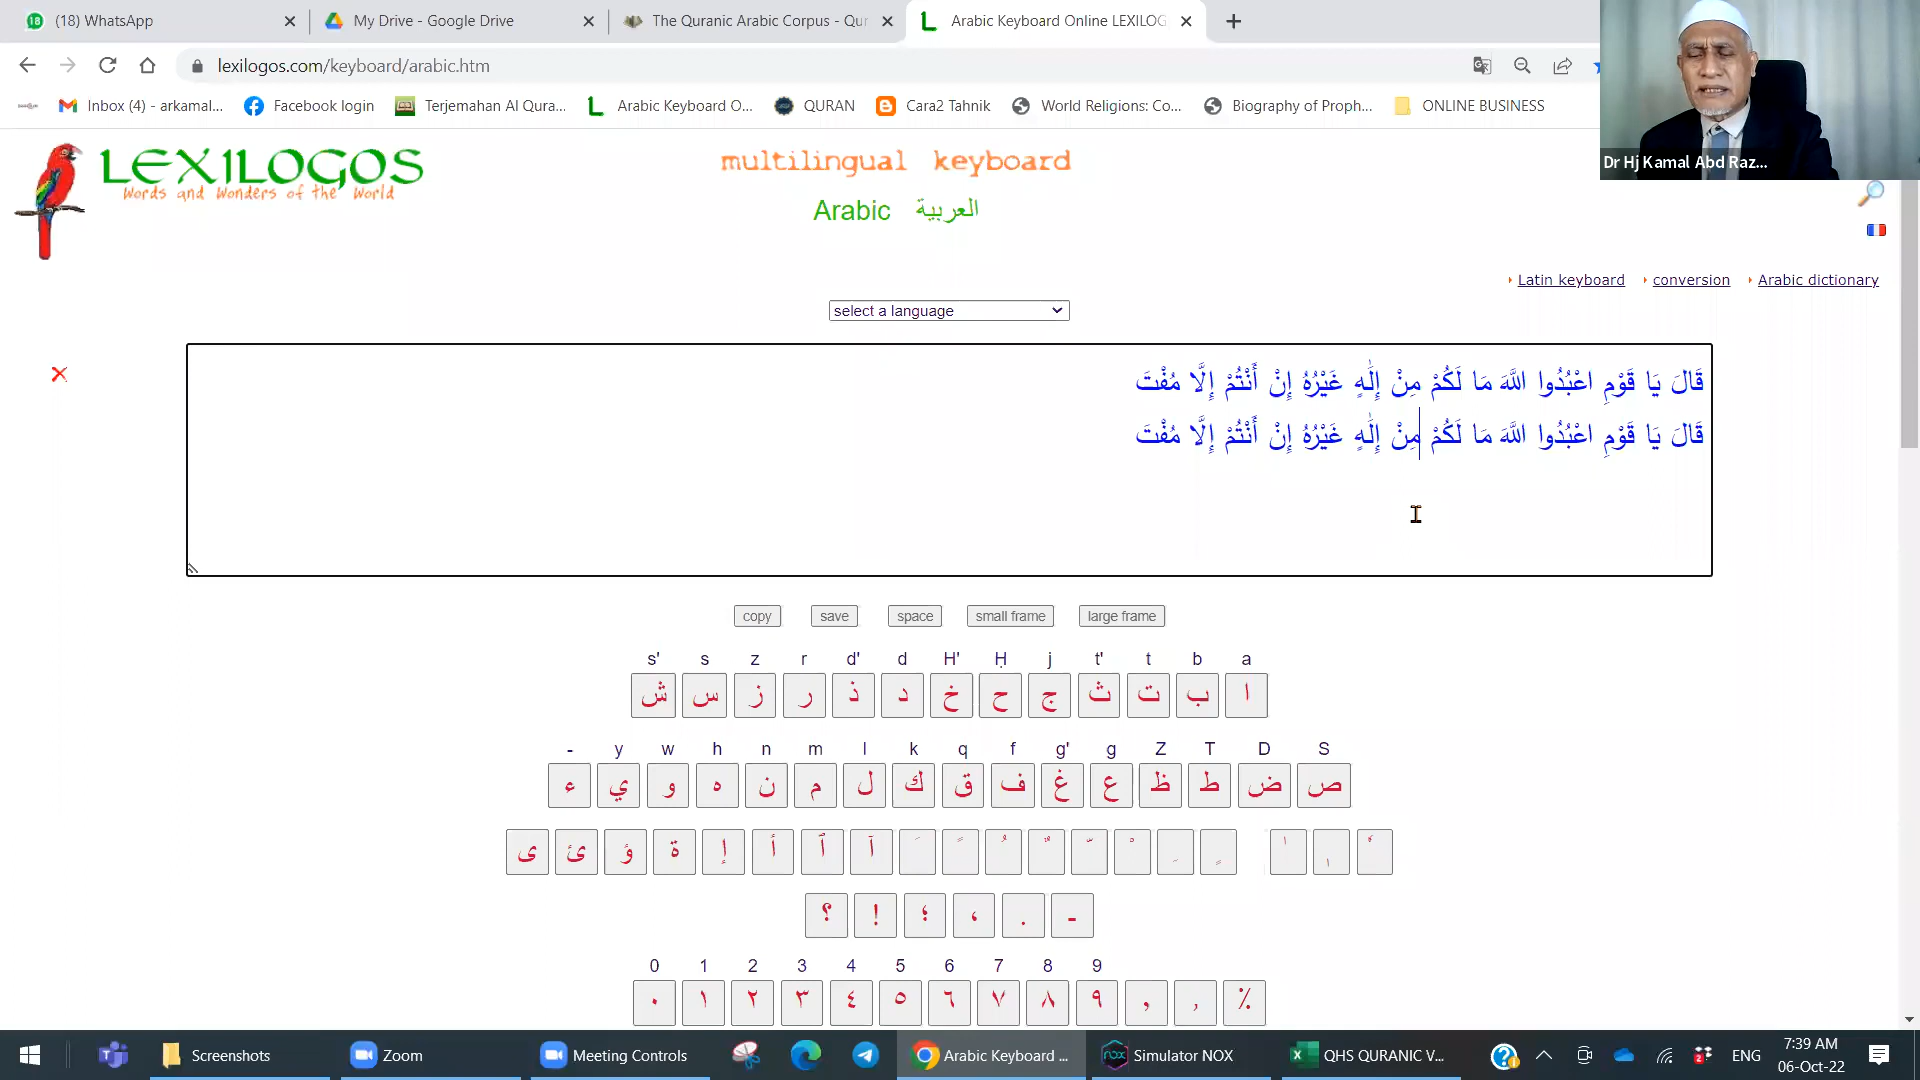 (18) WhatsApp
My Drive - Google Drive
The Quranic Arabic Corpus - Qur
Arabic Keyboard Online LEXILOG
lexilogos.com/keyboard/arabic.htm
Inbox (4) - arkamal...
Facebook login
Terjemahan Al Qura...
Arabic Keyboard O...
QURAN
Cara2 Tahnik
World Religions: Co...
Biography of Proph...
ONLINE BUSINESS
Dr Hj Kamal Abd Raz...
LEXILOGOS
Words and Wonders of the World
multilingual keyboard
Arabic العربية
Latin keyboard conversion Arabic dictionary
select a language
قَالَ يَا قَوْمِ اعْبُدُوا اللَّهَ مَا لَكُمْ مِنْ إِلَٰهٍ غَيْرُهُ إِنْ أَنْتُمْ إِلَّا مُفْتَ
قَالَ يَا قَوْمِ اعْبُدُوا اللَّهَ مَا لَكُمْ مِنْ إِلَٰهٍ غَيْرُهُ إِنْ أَنْتُمْ إِلَّا مُفْتَ
copy save space small frame large frame
s' s z r d' d H' Ḥ j t' t b a
ش س ز ر ذ د خ ح ج ث ت ب ا
- y w h n m l k q f g' g Z T D S
ء ي و ه ن م ل ك ق ف غ ع ظ ط ض ص
ى ئ ؤ ة إ أ ٱ آ
؟ ! ؛ ، . -
0 1 2 3 4 5 6 7 8 9
٠ ١ ٢ ٣ ٤ ٥ ٦ ٧ ٨ ٩ , , ٪
Screenshots
Zoom
Meeting Controls
Arabic Keyboard ...
Simulator NOX
QHS QURANIC V...
ENG
7:39 AM
06-Oct-22